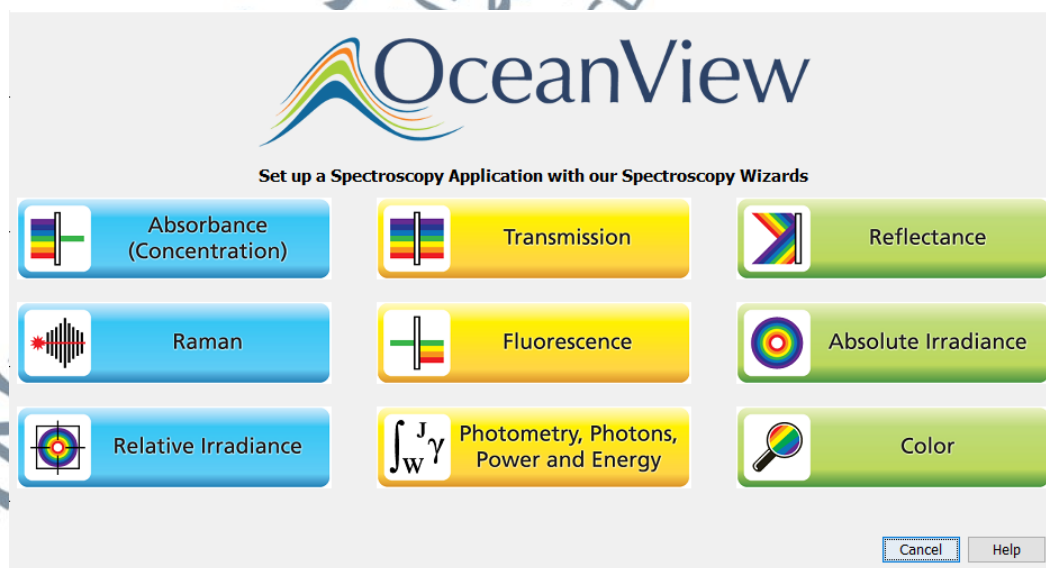 OceanView
Set up a Spectroscopy Application with our Spectroscopy Wizards
Absorbance
(Concentration)
Transmission
Reflectance
Raman
Fluorescence
Absolute Irradiance
Relative Irradiance
∫ J γ
W
Photometry, Photons,
Power and Energy
Color
Cancel
Help